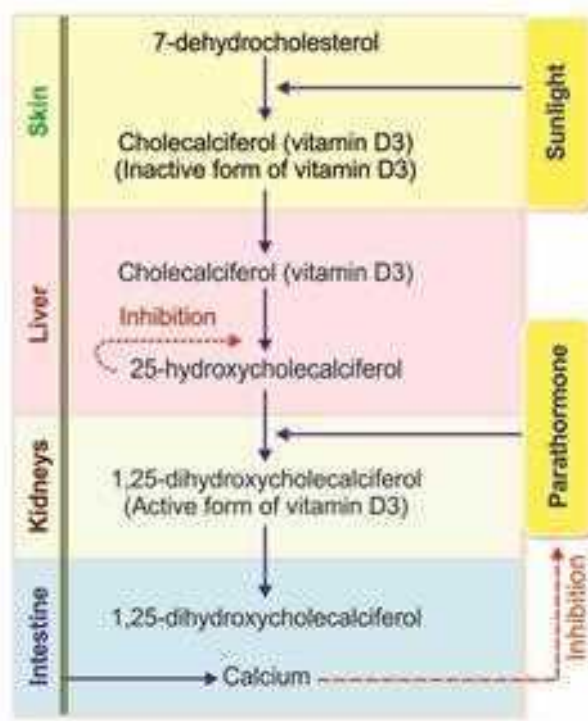 Skin
7-dehydrocholesterol
Sunlight
Cholecalciferol (vitamin D3)
(Inactive form of vitamin D3)
Liver
Cholecalciferol (vitamin D3)
Inhibition
25-hydroxycholecalciferol
Kidneys
Parathormone
1,25-dihydroxycholecalciferol
(Active form of vitamin D3)
Intestine
1,25-dihydroxycholecalciferol
Calcium
Inhibition